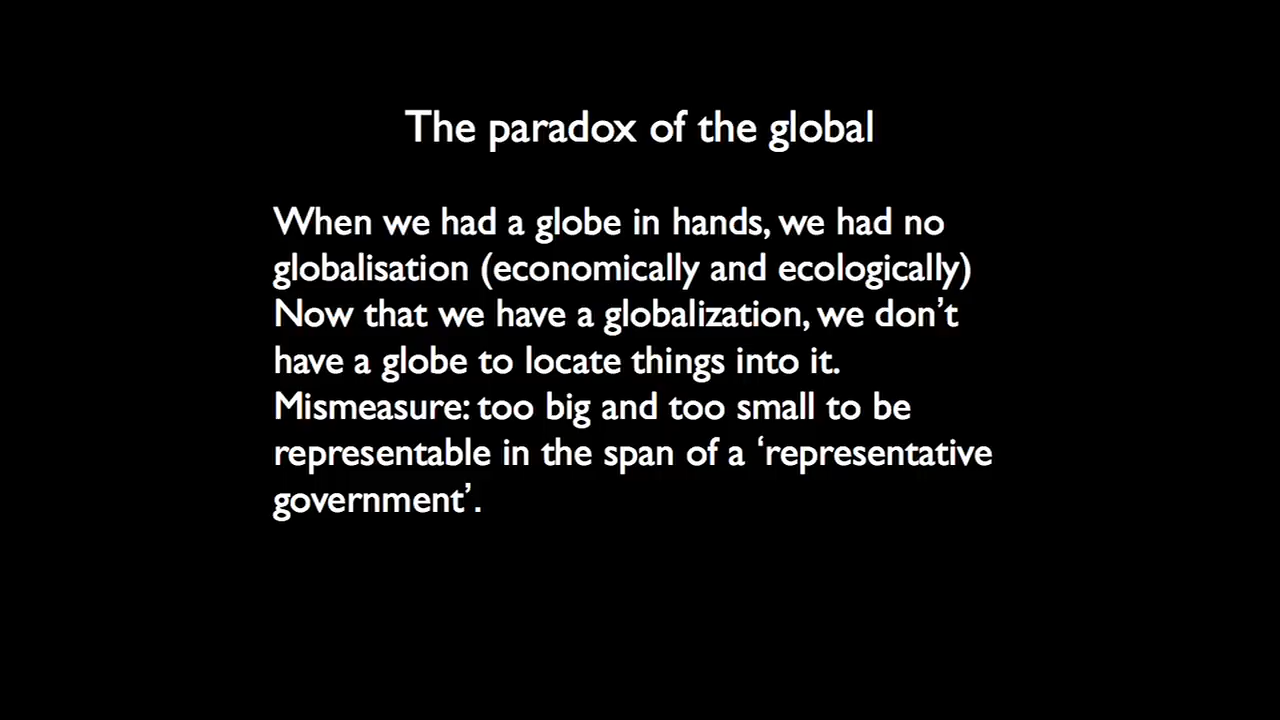 The paradox of the global
When we had a globe in hands, we had no
globalisation (economically and ecologically)
Now that we have a globalization, we don’t
have a globe to locate things into it.
Mismeasure: too big and too small to be
representable in the span of a ‘representative
government’.